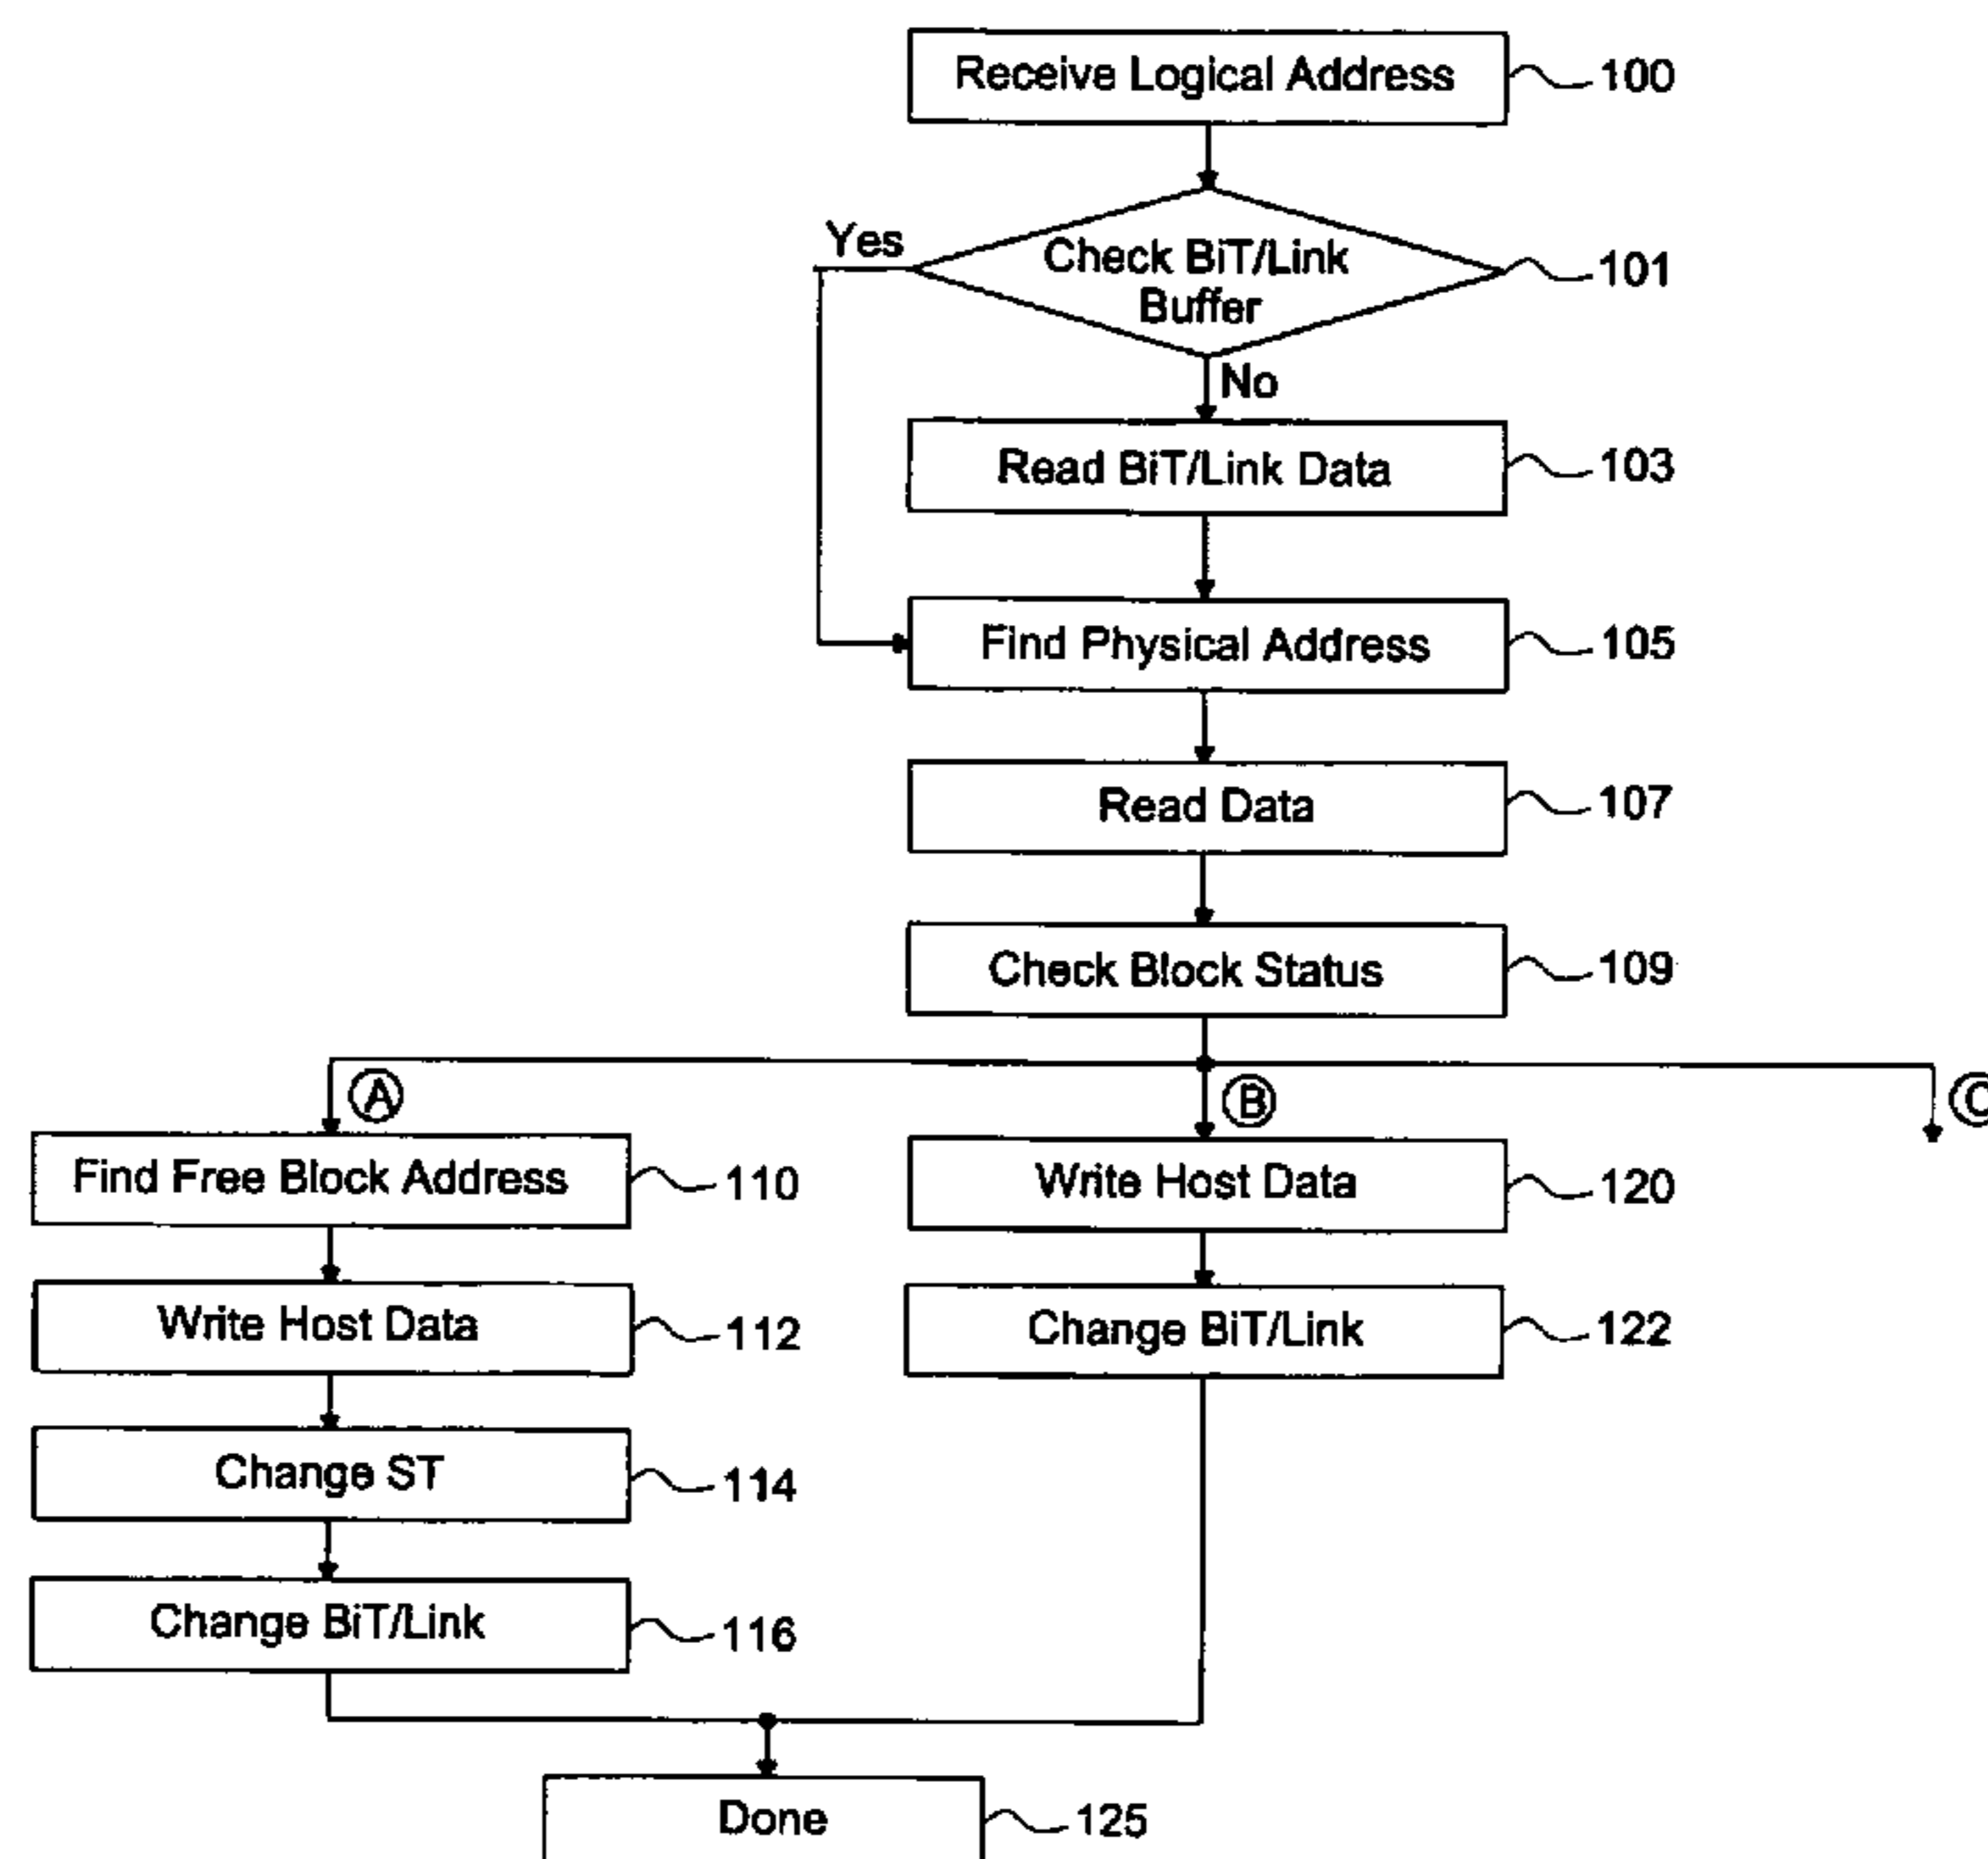 Receive Logical Address
100
Yes
Check BiT/Link
Buffer
101
No
Read BiT/Link Data
103
Find Physical Address
105
Read Data
107
Check Block Status
109
A
B
Find Free Block Address
110
Write Host Data
120
Write Host Data
112
Change BiT/Link
122
Change ST
114
Change BiT/Link
116
Done
125